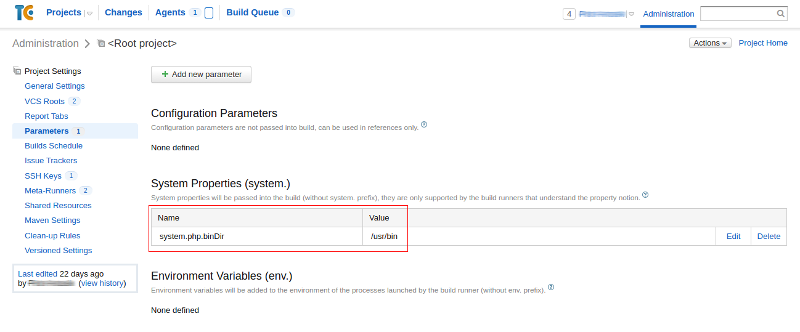 TC Projects Changes Agents 1 Build Queue 0 4 Administration
Administration <Root project> Actions Project Home
Project Settings
General Settings
VCS Roots 2
Report Tabs
Parameters 1
Builds Schedule
Issue Trackers
SSH Keys 1
Meta-Runners 2
Shared Resources
Maven Settings
Clean-up Rules
Versioned Settings
Last edited 22 days ago
by (view history)
+ Add new parameter
Configuration Parameters
Configuration parameters are not passed into build, can be used in references only. ?
None defined
System Properties (system.)
System properties will be passed into the build (without system. prefix), they are only supported by the build runners that understand the property notion. ?
Name Value
system.php.binDir /usr/bin Edit Delete
Environment Variables (env.)
Environment variables will be added to the environment of the processes launched by the build runner (without env. prefix). ?
None defined